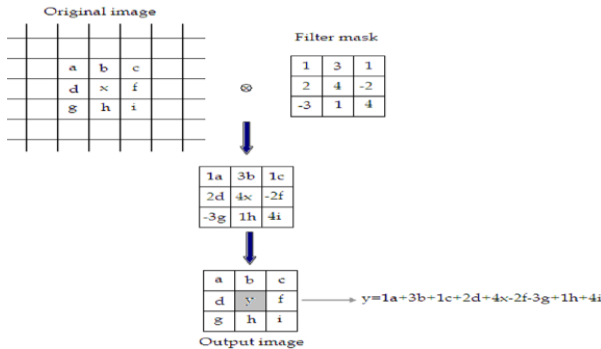 Original image
a b c
d x f
g h i
⊗
Filter mask
1 3 1
2 4 -2
-3 1 4
1a 3b 1c
2d 4x -2f
-3g 1h 4i
a b c
d y f
g h i
y=1a+3b+1c+2d+4x-2f-3g+1h+4i
Output image